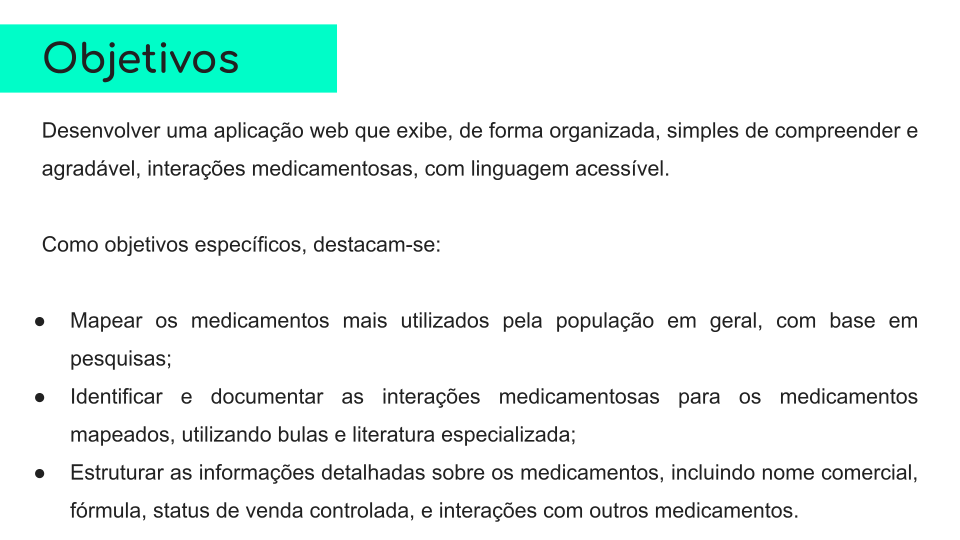 Objetivos
Desenvolver uma aplicação web que exibe, de forma organizada, simples de compreender e
agradável, interações medicamentosas, com linguagem acessível.
Como objetivos específicos, destacam-se:
● Mapear os medicamentos mais utilizados pela população em geral, com base em
pesquisas;
● Identificar e documentar as interações medicamentosas para os medicamentos
mapeados, utilizando bulas e literatura especializada;
● Estruturar as informações detalhadas sobre os medicamentos, incluindo nome comercial,
fórmula, status de venda controlada, e interações com outros medicamentos.